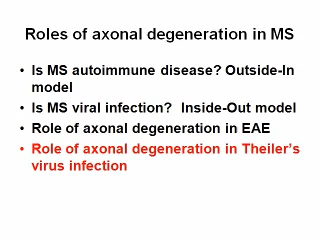 Roles of axonal degeneration in MS
• Is MS autoimmune disease? Outside-In
model
• Is MS viral infection?  Inside-Out model
• Role of axonal degeneration in EAE
• Role of axonal degeneration in Theiler's
virus infection